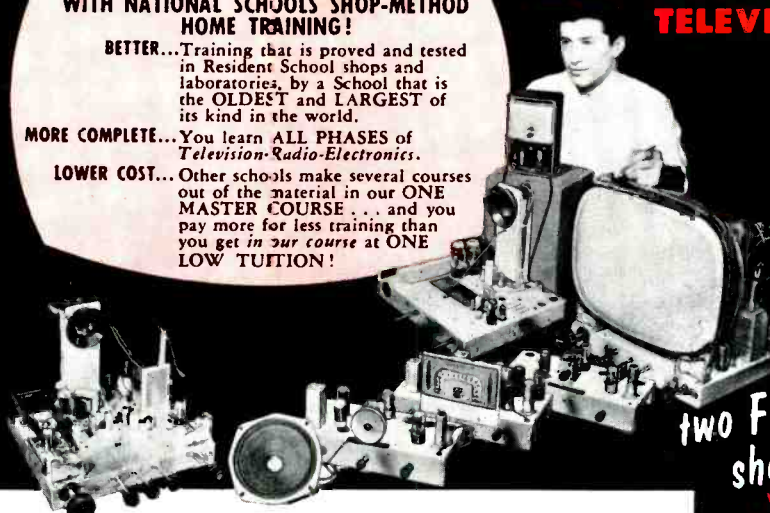 WITH NATIONAL SCHOOLS SHOP-METHOD
HOME TRAINING!
BETTER...Training that is proved and tested
in Resident School shops and
laboratories, by a School that is
the OLDEST and LARGEST of
its kind in the world.
MORE COMPLETE...You learn ALL PHASES of
Television-Radio-Electronics.
LOWER COST...Other schools make several courses
out of the material in our ONE
MASTER COURSE . . . and you
pay more for less training than
you get in our course at ONE
LOW TUITION!
TELEVI
two F
sh